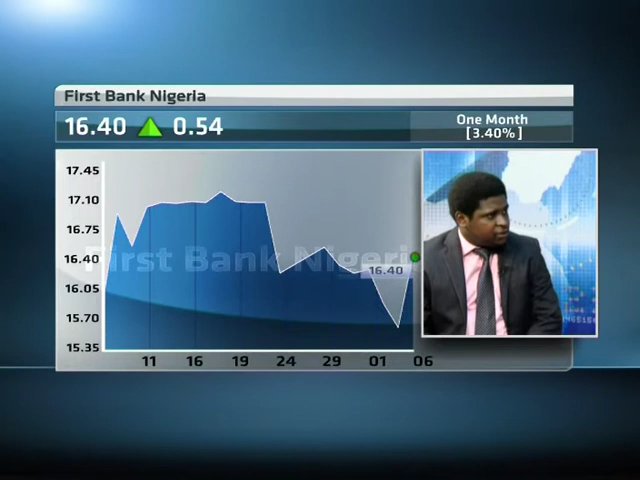 First Bank Nigeria
16.40 0.54
One Month
[3.40%]
17.45
17.10
16.75
16.40
16.05
15.70
15.35
First Bank Nigeria
16.40
11 16 19 24 29 01 06